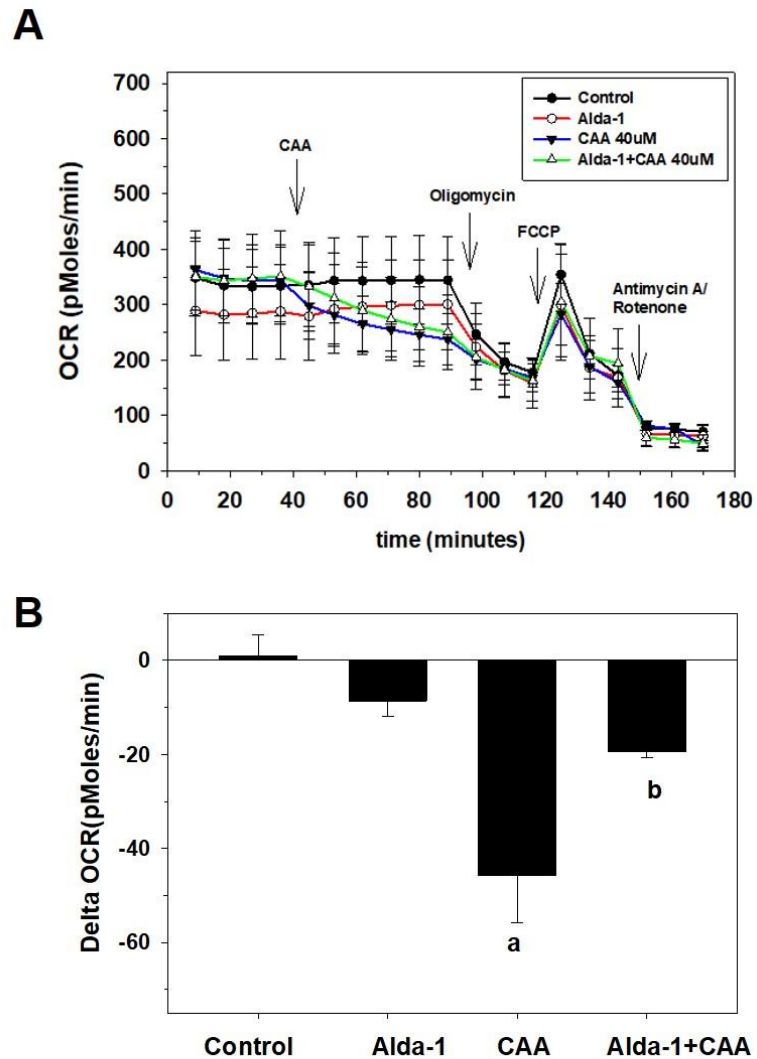 A
700
600
500
400
300
200
100
0
OCR (pMoles/min)
Control
Alda-1
CAA 40uM
Alda-1+CAA 40uM
CAA
Oligomycin
FCCP
Antimycin A/
Rotenone
0 20 40 60 80 100 120 140 160 180
time (minutes)
B
0
-20
-40
-60
Delta OCR(pMoles/min)
a
b
Control Alda-1 CAA Alda-1+CAA